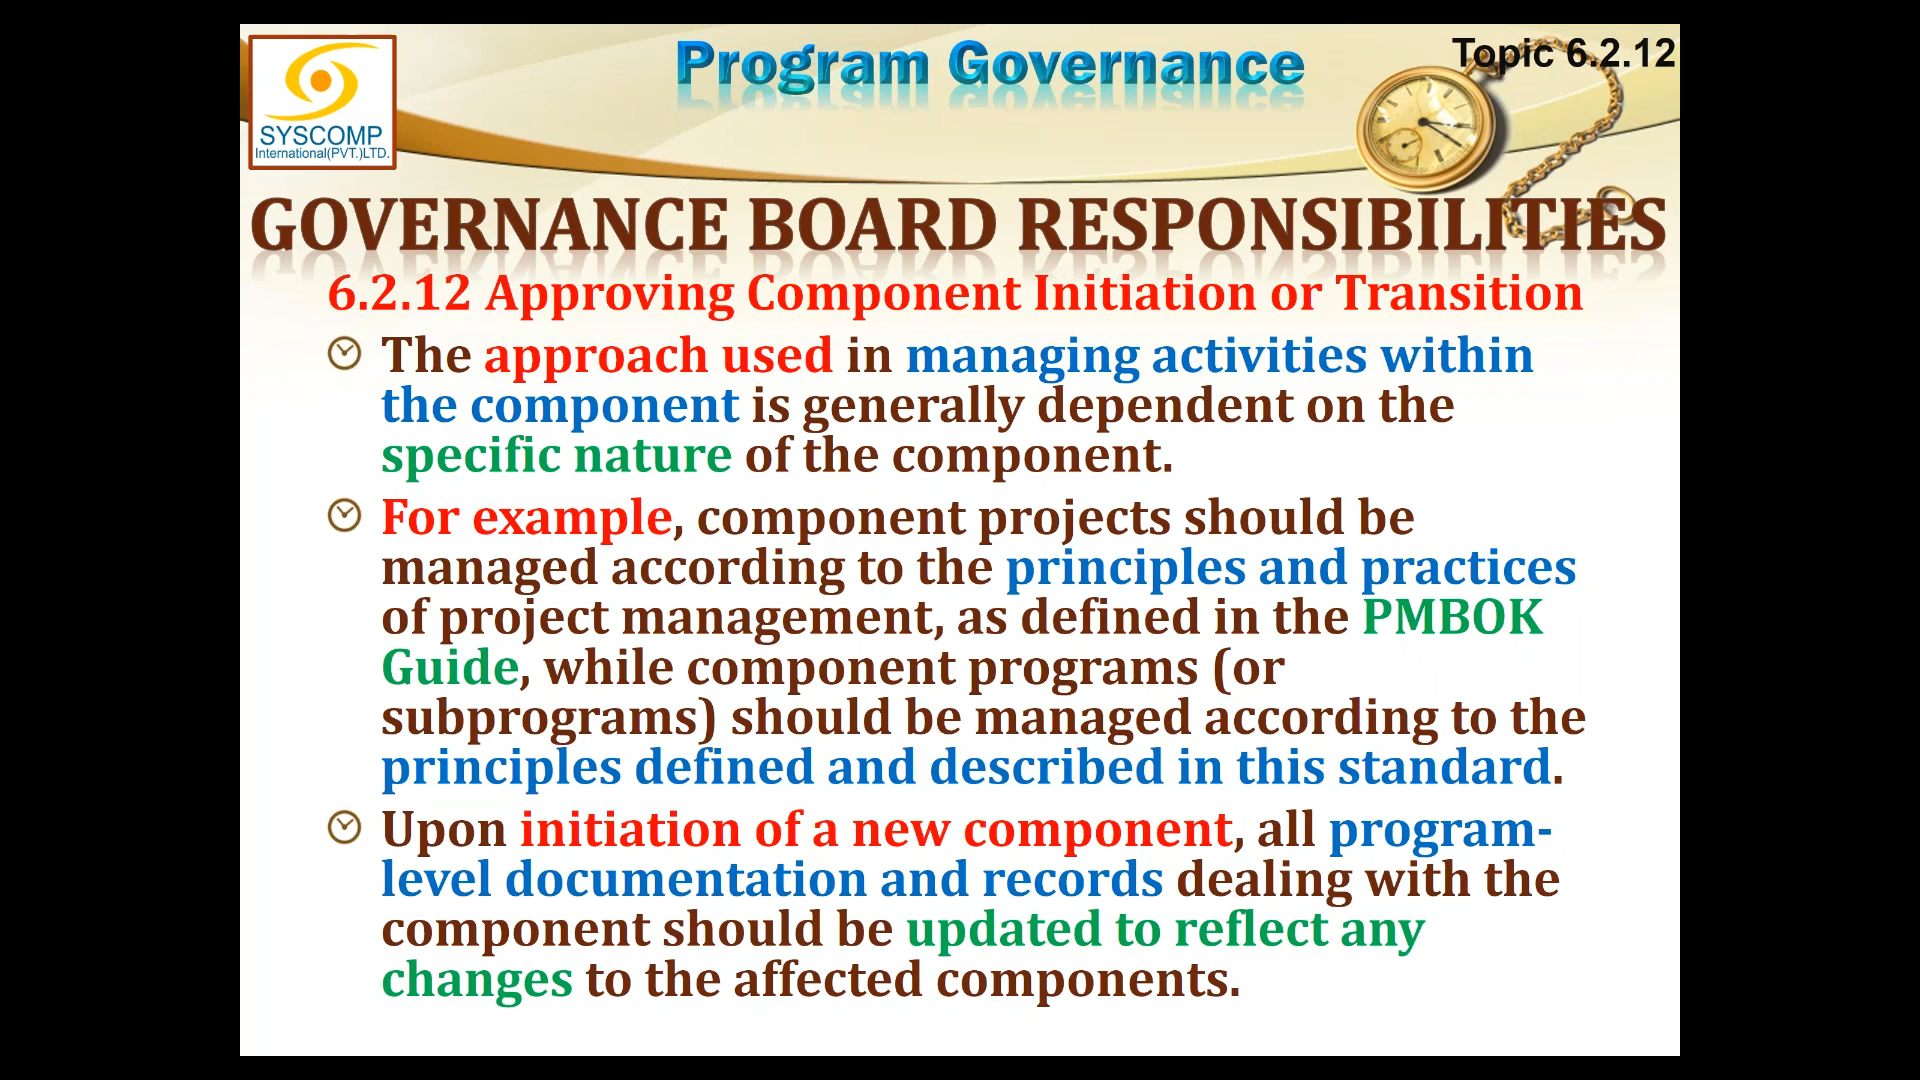 SYSCOMP
International(PVT.)LTD.
Program Governance
Topic 6.2.12
GOVERNANCE BOARD RESPONSIBILITIES
6.2.12 Approving Component Initiation or Transition
The approach used in managing activities within
the component is generally dependent on the
specific nature of the component.
For example, component projects should be
managed according to the principles and practices
of project management, as defined in the PMBOK
Guide, while component programs (or
subprograms) should be managed according to the
principles defined and described in this standard.
Upon initiation of a new component, all program-
level documentation and records dealing with the
component should be updated to reflect any
changes to the affected components.